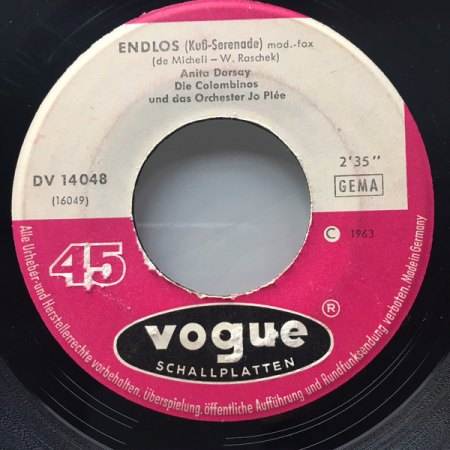 ENDLOS (Kuß-Serenade) mod.-fox
(de Micheli - W. Raschek)
Anita Dorsay
Die Colombinos
und das Orchester Jo Plée
DV 14048
(16049)
2'35"
GEMA
© 1963
45
®
vogue
SCHALLPLATTEN
Alle Urheber- und Herstellerrechte vorbehalten. Überspielung, öffentliche Aufführung und Rundfunksendung verboten. Made in Germany